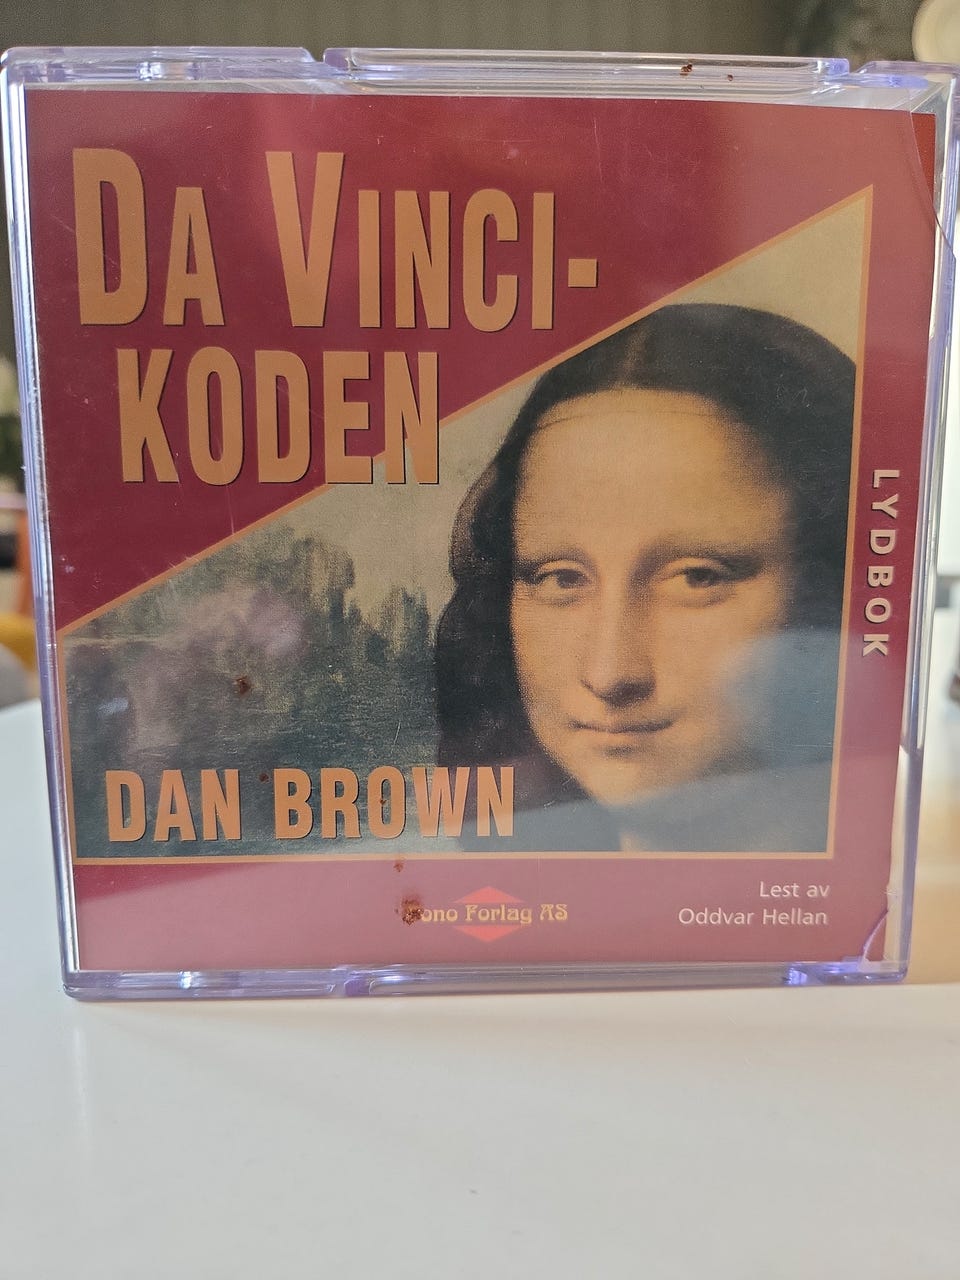 DA VINCI-
KODEN
LYDBOK
DAN BROWN
Forlag AS
Lest av
Oddvar Hellan